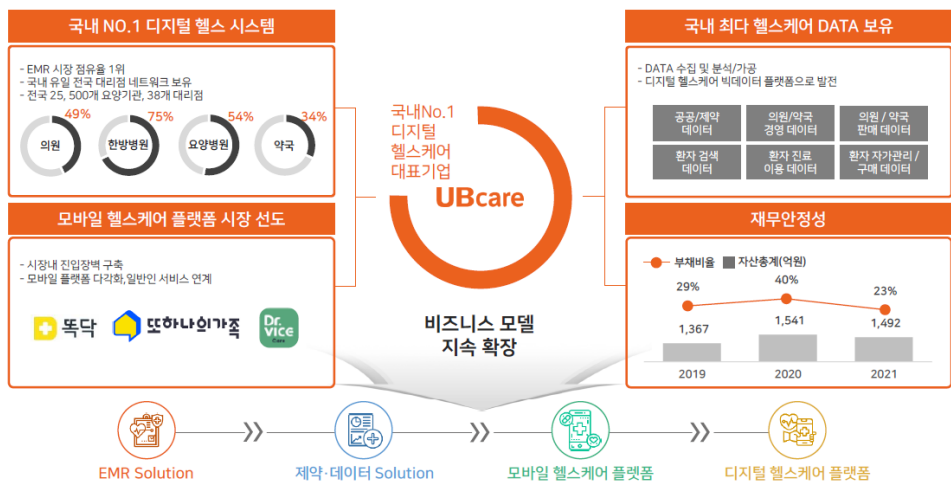 국내 NO.1 디지털 헬스 시스템
- EMR 시장 점유율 1위
- 국내 유일 전국 대리점 네트워크 보유
- 전국 25, 500개 요양기관, 38개 대리점
49%
75%
54%
34%
의원
한방병원
요양병원
약국
모바일 헬스케어 플랫폼 시장 선도
- 시장내 진입장벽 구축
- 모바일 플랫폼 다각화,일반인 서비스 연계
똑닥
또하나의가족
Dr.
Vice
Care
국내No.1
디지털
헬스케어
대표기업
UBcare
비즈니스 모델
지속 확장
국내 최다 헬스케어 DATA 보유
- DATA 수집 및 분석/가공
- 디지털 헬스케어 빅데이터 플랫폼으로 발전
공공/제약
데이터
의원/약국
경영 데이터
의원 / 약국
판매 데이터
환자 검색
데이터
환자 진료
이용 데이터
환자 자가관리 /
구매 데이터
재무안정성
부채비율
자산총계(억원)
29%
40%
23%
1,367
1,541
1,492
2019
2020
2021
EMR Solution
제약·데이터 Solution
모바일 헬스케어 플렛폼
디지털 헬스케어 플랫폼